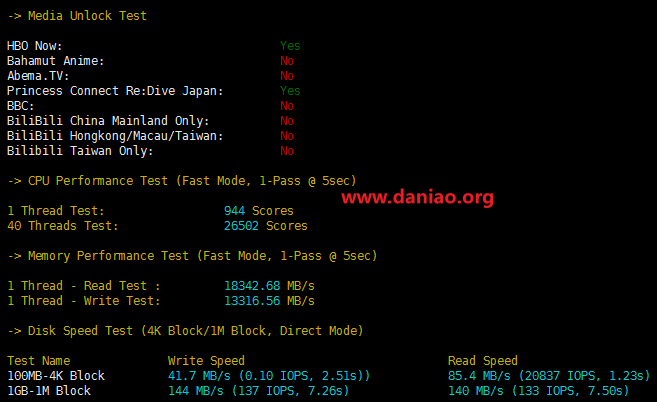 -> Media Unlock Test
HBO Now: Yes
Bahamut Anime: No
Abema.TV: No
Princess Connect Re:Dive Japan: Yes
BBC: No
BiliBili China Mainland Only: No
BiliBili Hongkong/Macau/Taiwan: No
Bilibili Taiwan Only: No
-> CPU Performance Test (Fast Mode, 1-Pass @ 5sec)
www.daniao.org
1 Thread Test: 944 Scores
40 Threads Test: 26502 Scores
-> Memory Performance Test (Fast Mode, 1-Pass @ 5sec)
1 Thread - Read Test : 18342.68 MB/s
1 Thread - Write Test: 13316.56 MB/s
-> Disk Speed Test (4K Block/1M Block, Direct Mode)
Test Name Write Speed Read Speed
100MB-4K Block 41.7 MB/s (0.10 IOPS, 2.51s)) 85.4 MB/s (20837 IOPS, 1.23s)
1GB-1M Block 144 MB/s (137 IOPS, 7.26s) 140 MB/s (133 IOPS, 7.50s)